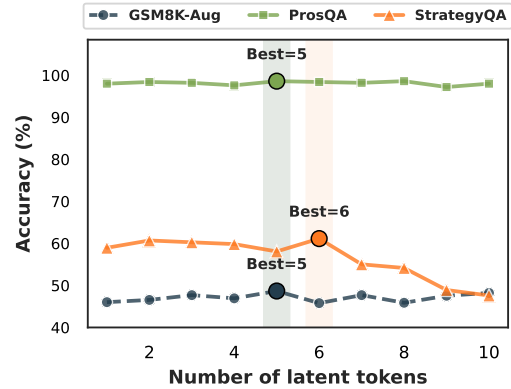 GSM8K-Aug ProsQA StrategyQA
Best=5
Best=6
Best=5
Accuracy (%)
100
90
80
70
60
50
40
2 4 6 8 10
Number of latent tokens